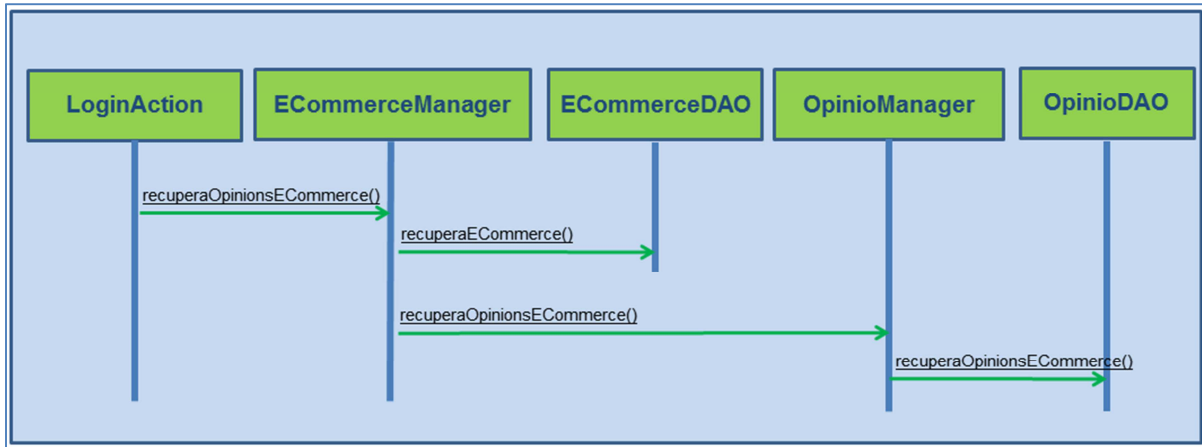 LoginAction
ECommerceManager
ECommerceDAO
OpinioManager
OpinioDAO
recuperaOpinionsECommerce()
recuperaECommerce()
recuperaOpinionsECommerce()
recuperaOpinionsECommerce()